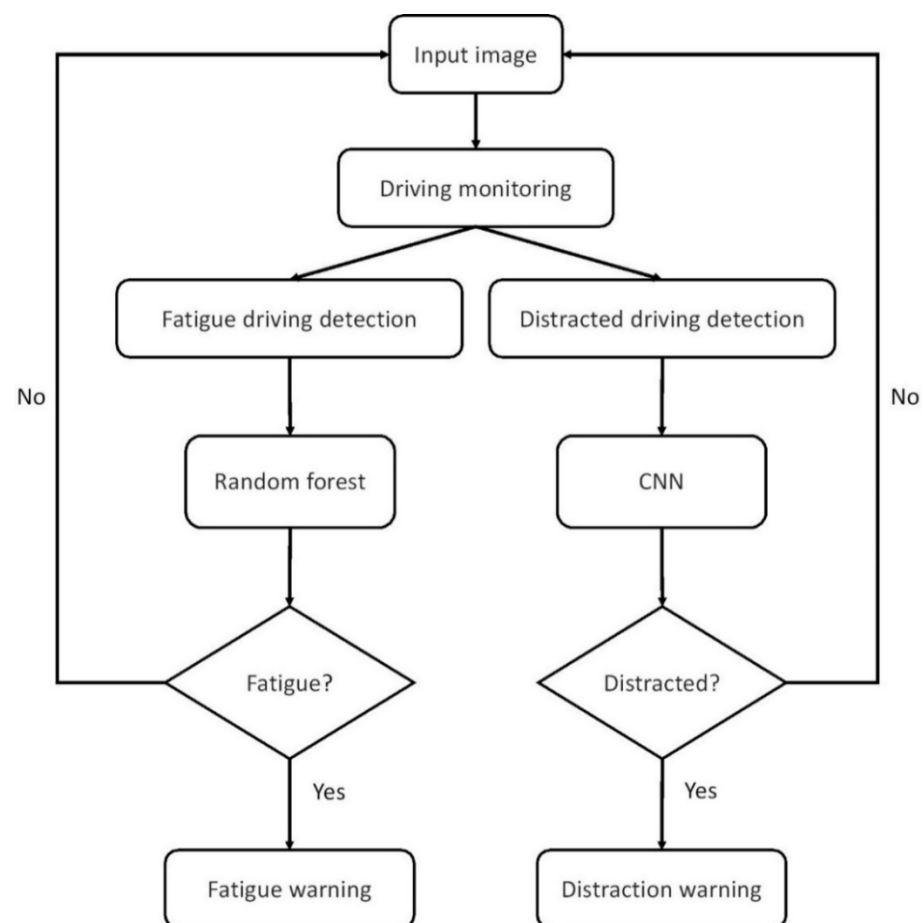 Input image
Driving monitoring
Fatigue driving detection
Distracted driving detection
No
No
Random forest
CNN
Fatigue?
Distracted?
Yes
Yes
Fatigue warning
Distraction warning